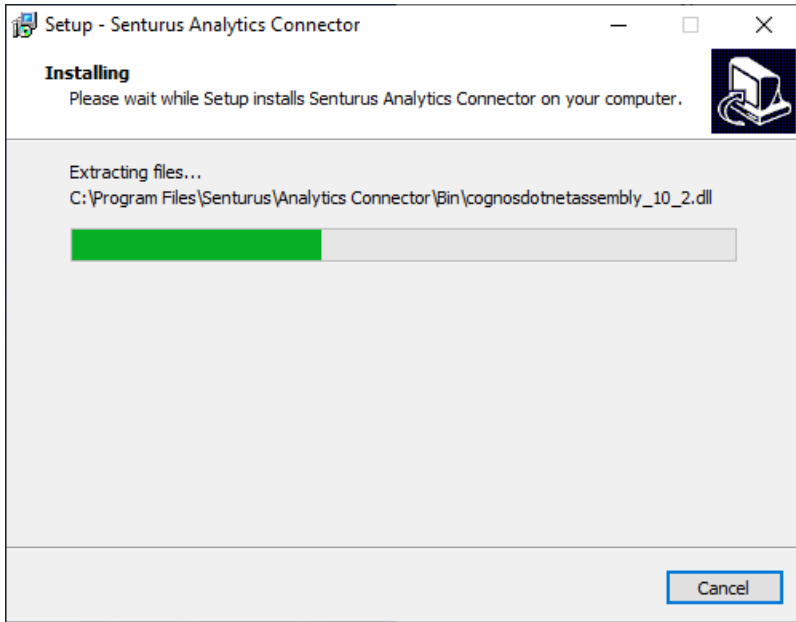 Setup - Senturus Analytics Connector
Installing
Please wait while Setup installs Senturus Analytics Connector on your computer.
Extracting files...
C:\Program Files\Senturus\Analytics Connector\Bin\cognosdotnetassembly_10_2.dll
Cancel